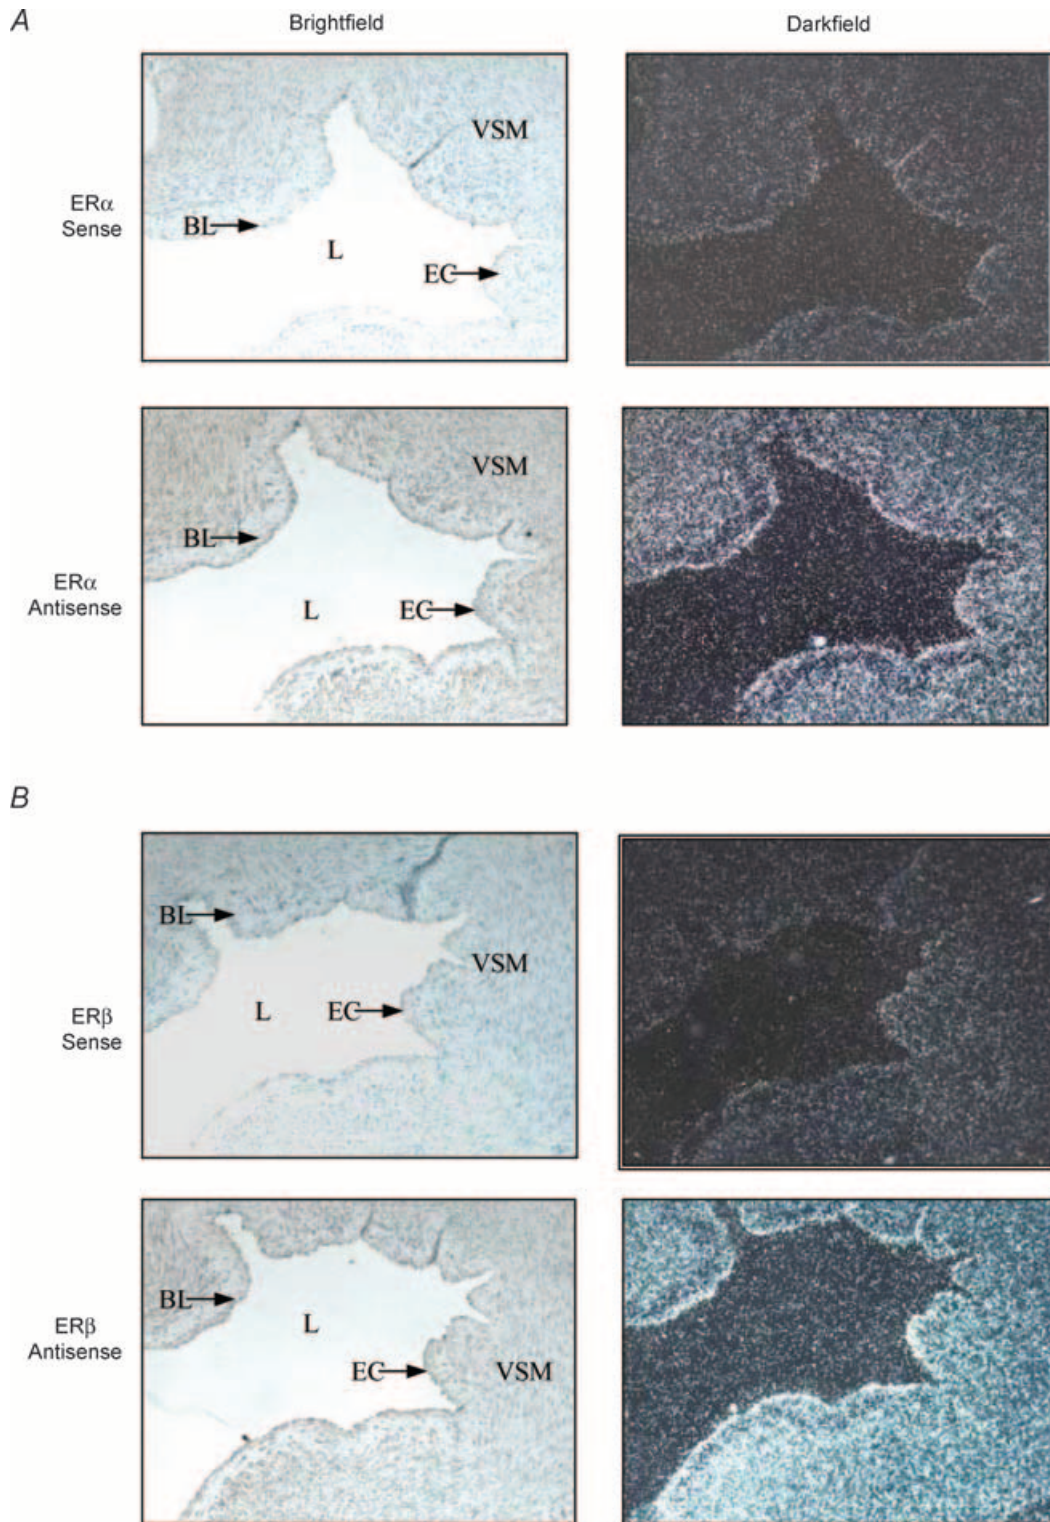 A
Brightfield
Darkfield
ERα
Sense
VSM
BL
L
EC
ERα
Antisense
VSM
BL
L
EC
B
ERβ
Sense
BL
VSM
L
EC
ERβ
Antisense
BL
L
EC
VSM